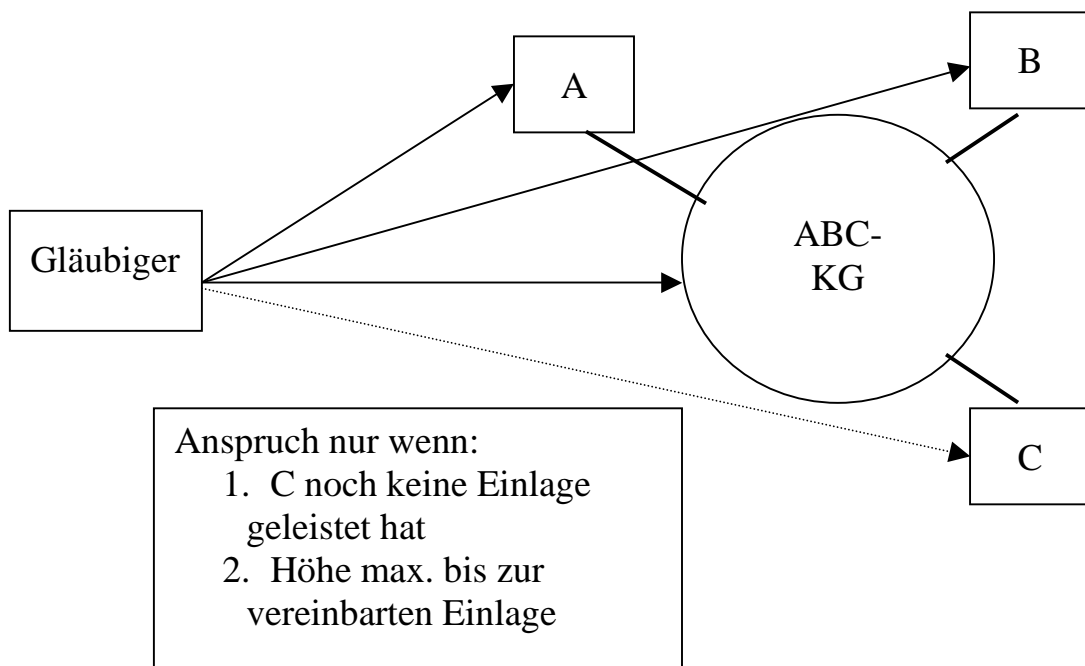 A
B
Gläubiger
ABC-
KG
C
Anspruch nur wenn:
1. C noch keine Einlage
geleistet hat
2. Höhe max. bis zur
vereinbarten Einlage